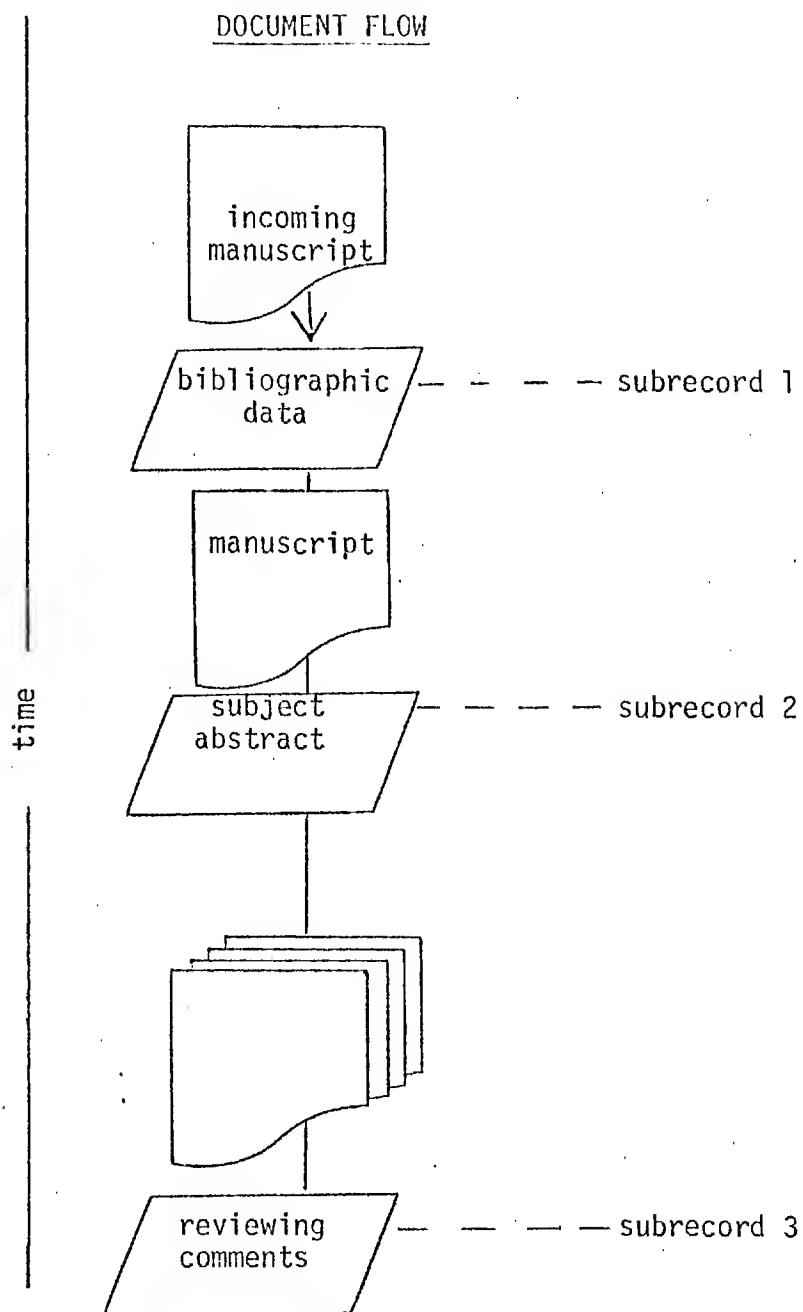 DOCUMENT FLOW
incoming
manuscript
bibliographic
data
subrecord 1
manuscript
time
subject
abstract
subrecord 2
reviewing
comments
subrecord 3